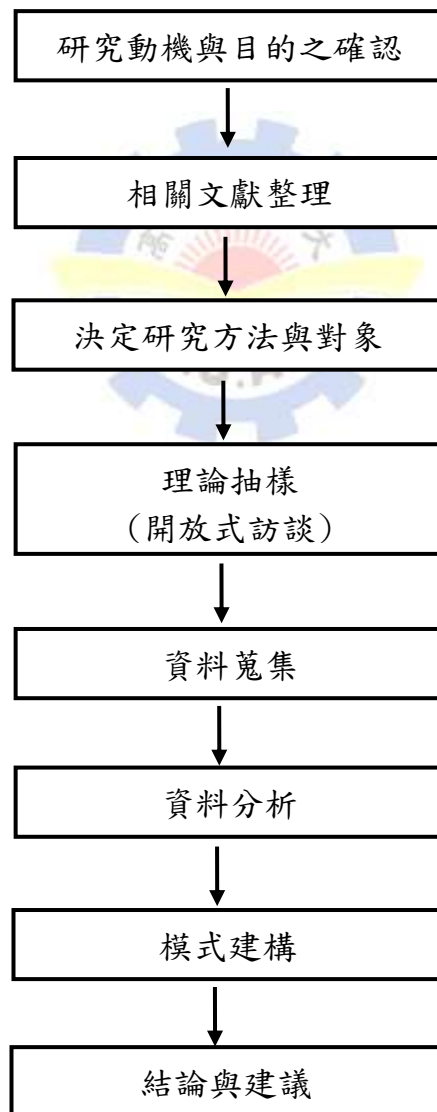 研究動機與目的之確認
相關文獻整理
大
決定研究方法與對象
理論抽樣
（開放式訪談）
資料蒐集
資料分析
模式建構
結論與建議